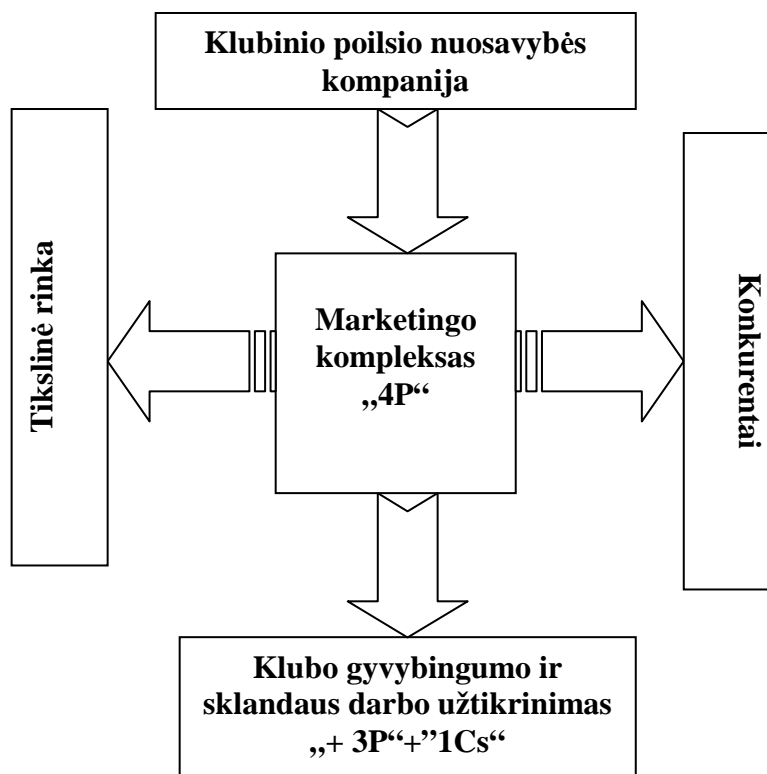 Klubinio poilsio nuosavybės
kompanija
Tikslinė rinka
Marketingo
kompleksas
„4P“
Konkurentai
Klubo gyvybingumo ir
sklandaus darbo užtikrinimas
„+ 3P“+”1Cs“